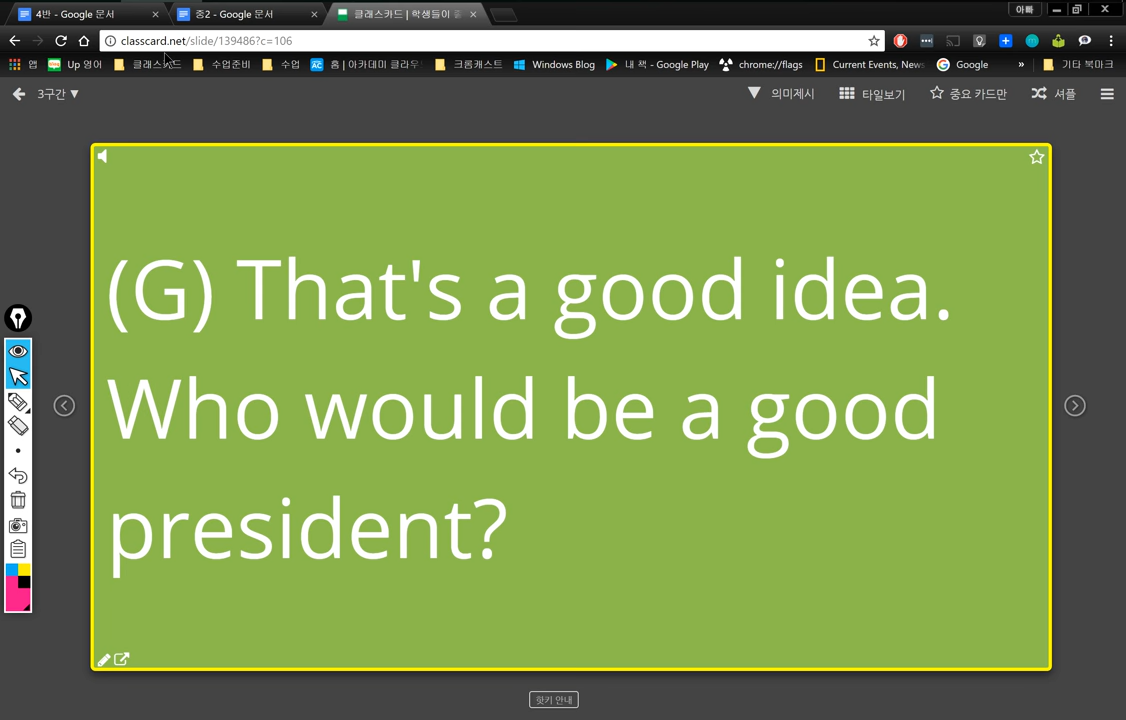 4반 - Google 문서
중2 - Google 문서
클래스카드 | 학생들이
아빠
classcard.net/slide/139486?c=106
앱
Up 영어
클래스카드
수업준비
수업
홈 | 아카데미 클라우
크롬캐스트
Windows Blog
내 책 - Google Play
chrome://flags
Current Events, News
Google
»
기타 북마크
3구간 ▼
의미제시
타일보기
중요 카드만
셔플
(G) That's a good idea.
Who would be a good
president?
핫키 안내